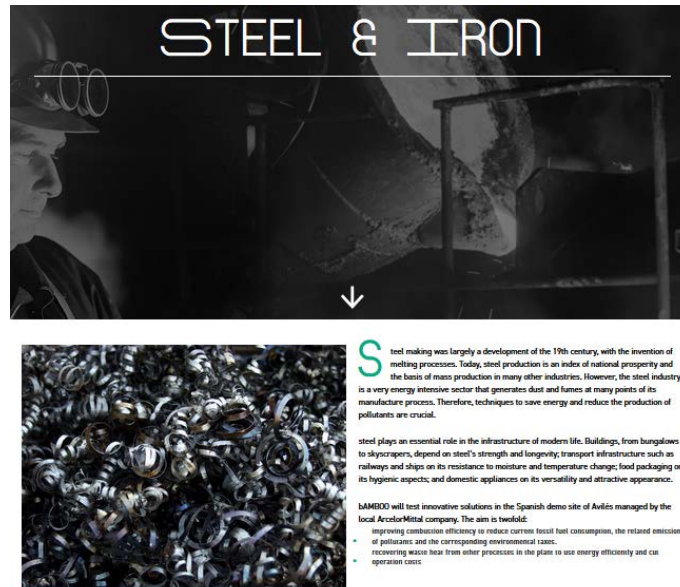 STEEL & IRON
Steel making was largely a development of the 19th century, with the invention of
melting processes. Today, steel production is an index of national prosperity and
the basis of mass production in many other industries. However, the steel industry
is a very energy intensive sector that generates dust and fumes at many points of its
manufacture process. Therefore, techniques to save energy and reduce the production of
pollutants are crucial.
steel plays an essential role in the infrastructure of modern life. Buildings, from bungalows
to skyscrapers, depend on steel's strength and longevity; transport infrastructure such as
railways and ships on its resistance to moisture and temperature change; food packaging on
its hygienic aspects; and domestic appliances on its versatility and attractive appearance.
bAMBOO will test innovative solutions in the Spanish demo site of Avilés managed by the
local ArcelorMittal company. The aim is twofold:
improving combustion efficiency to reduce current fossil fuel consumption, the related emission
of pollutants and the corresponding environmental taxes.
recovering waste heat from other processes in the plant to use energy efficiently and cut
operation costs